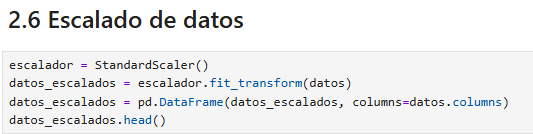 2.6 Escalado de datos
escalador = StandardScaler()
datos_escalados = escalador.fit_transform(datos)
datos_escalados = pd.DataFrame(datos_escalados, columns=datos.columns)
datos_escalados.head()